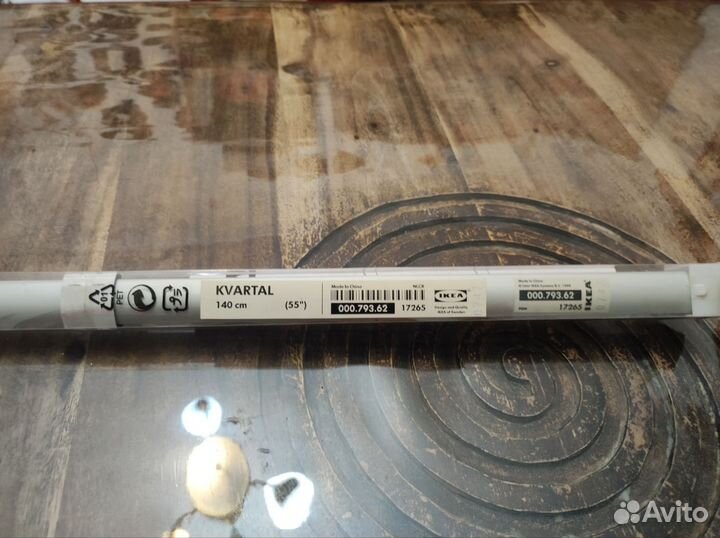 01
PET
KVARTAL
140 cm (55")
Made in China NLCR
000.793.62 17265
IKEA
Design and Quality
IKEA of Sweden
Made in China
000.793.62
17265
IKEA
Avito